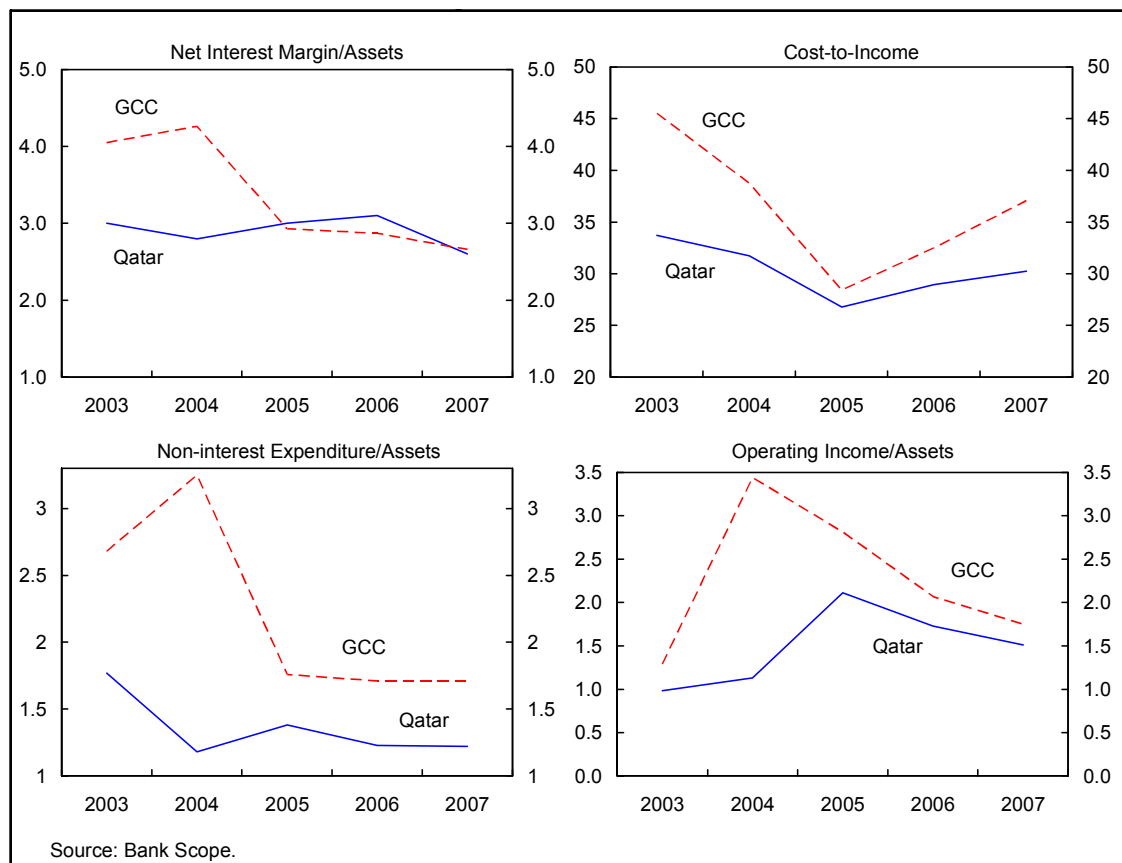 Net Interest Margin/Assets
5.0 5.0
GCC
4.0 4.0
3.0 3.0
Qatar
2.0 2.0
1.0 1.0
2003 2004 2005 2006 2007
Cost-to-Income
50 50
45 45
GCC
40 40
35 35
Qatar
30 30
25 25
20 20
2003 2004 2005 2006 2007
Non-interest Expenditure/Assets
3 3
2.5 2.5
2 2
GCC
1.5 1.5
Qatar
1 1
2003 2004 2005 2006 2007
Operating Income/Assets
3.5 3.5
3.0 3.0
2.5 2.5
GCC
2.0 2.0
1.5 1.5
Qatar
1.0 1.0
0.5 0.5
0.0 0.0
2003 2004 2005 2006 2007
Source: Bank Scope.